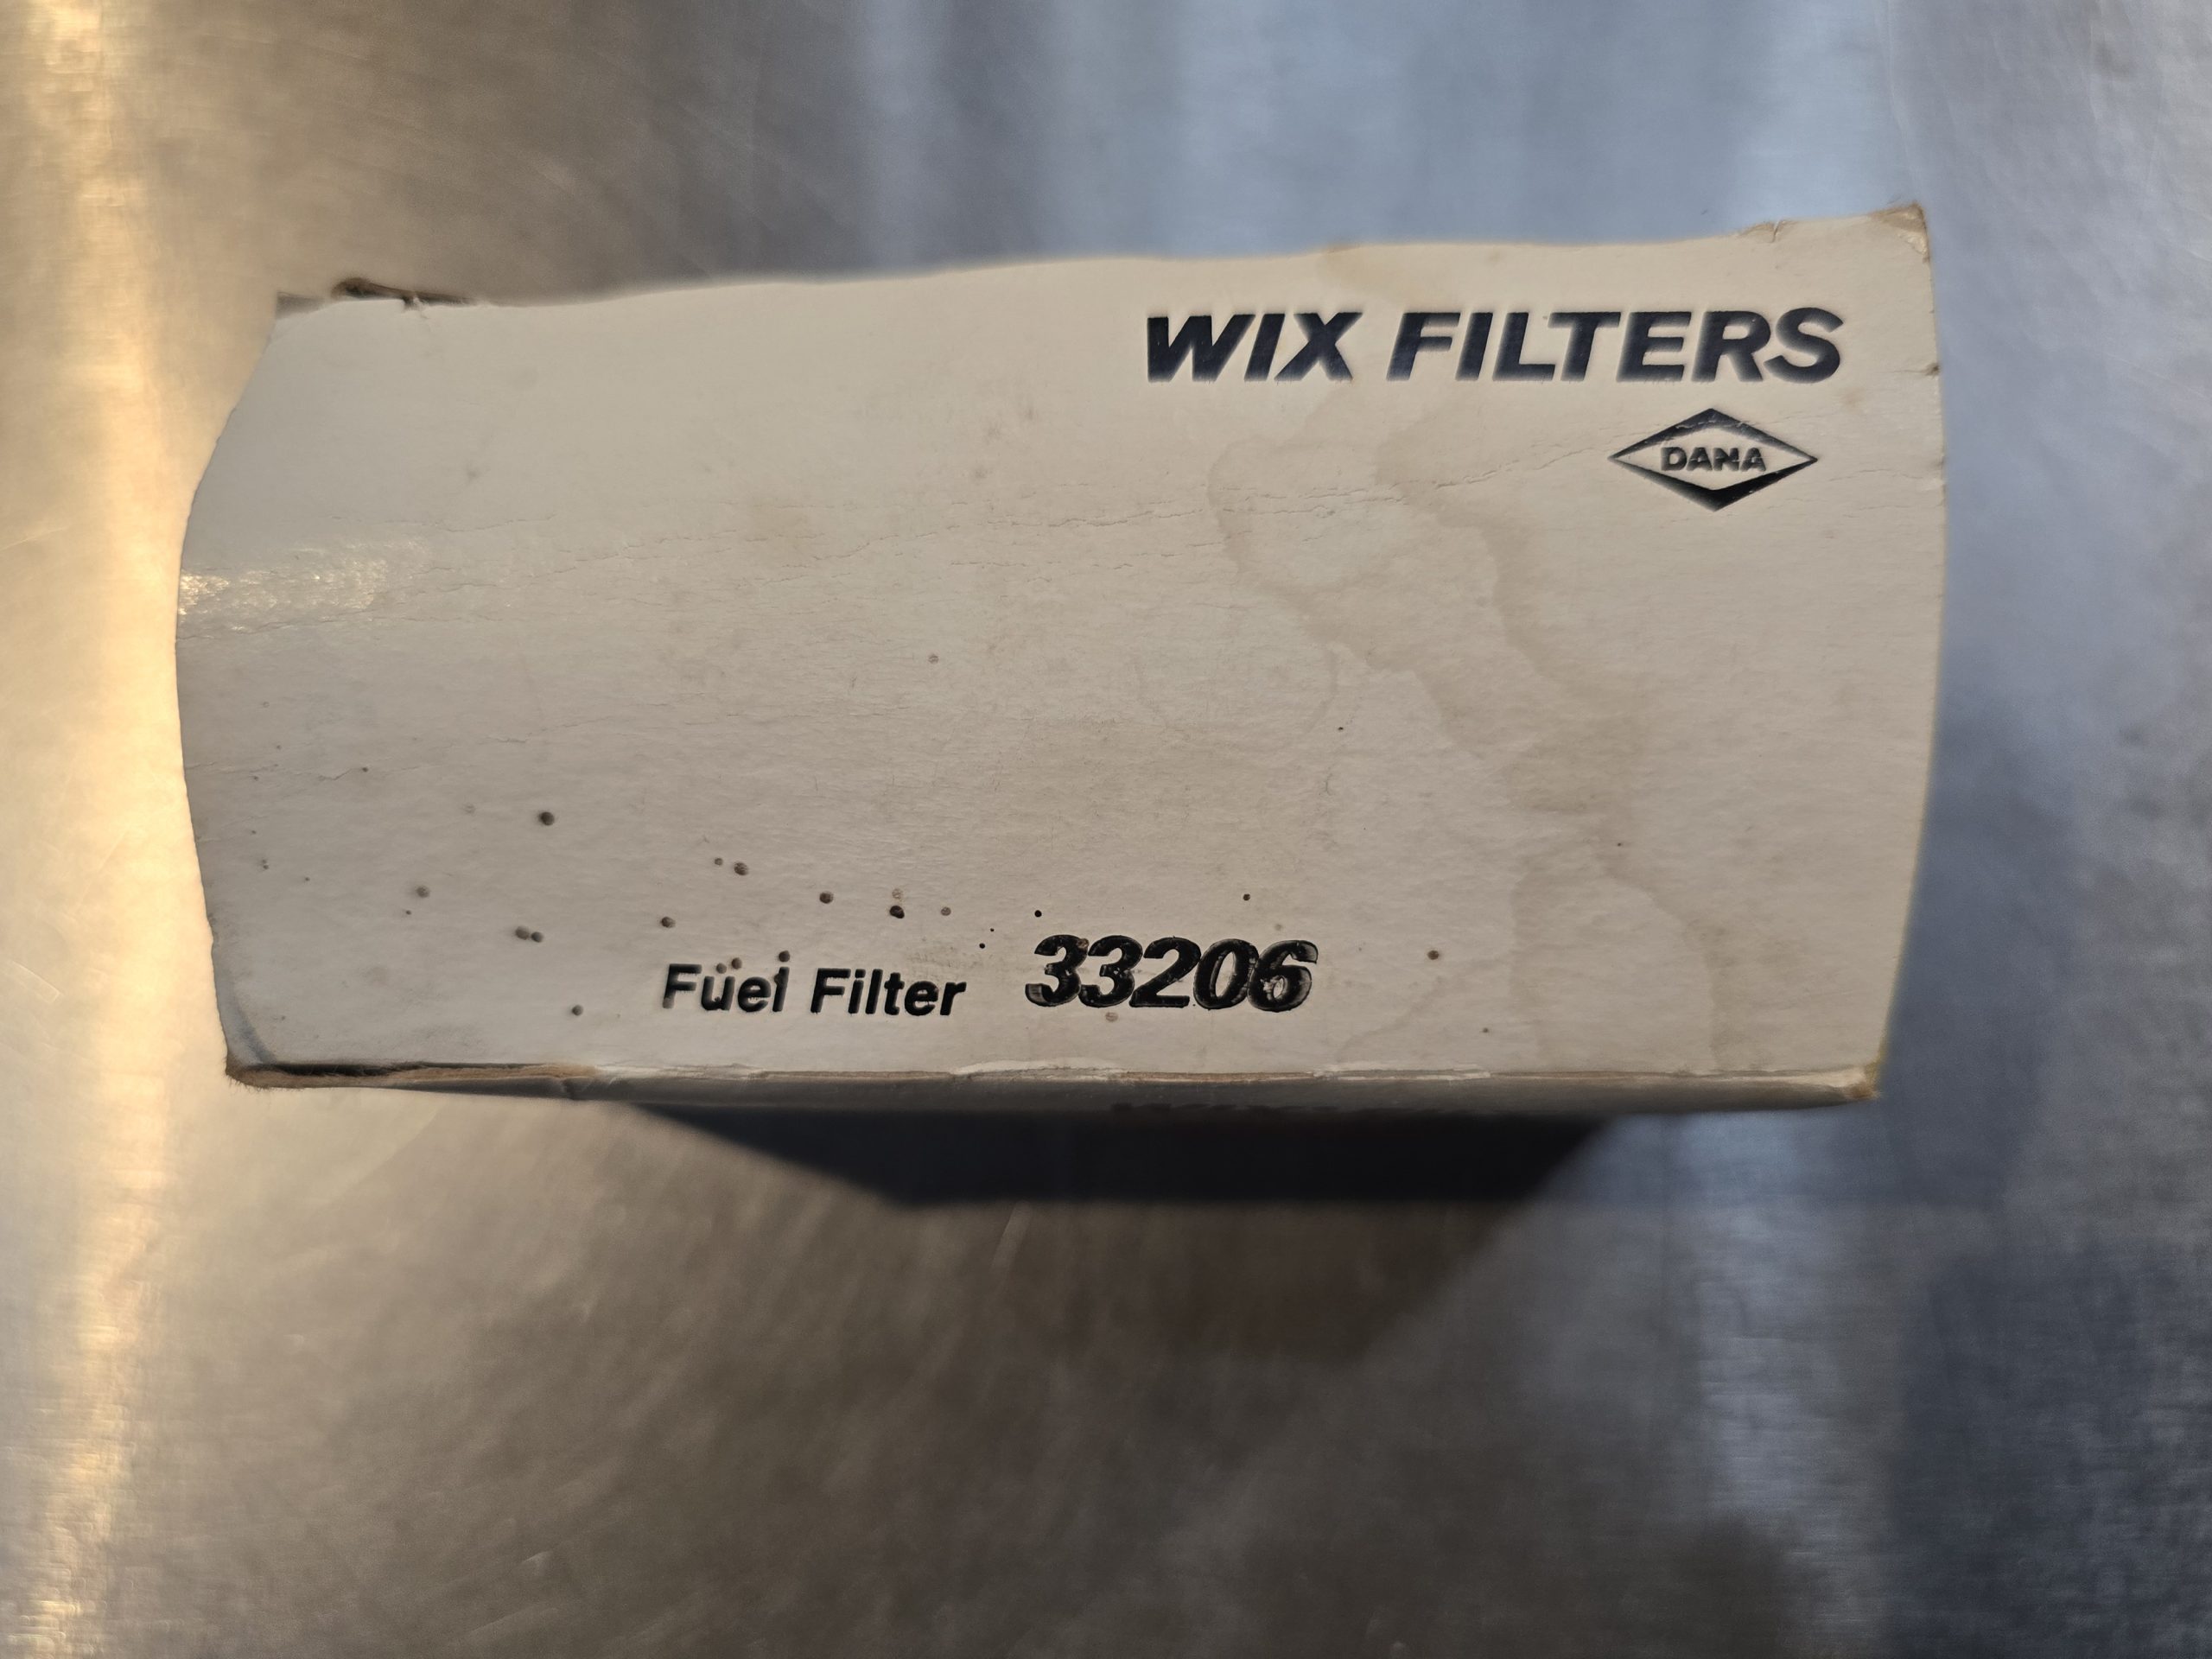 WIX FILTERS
DANA
Fuel Filter 33206